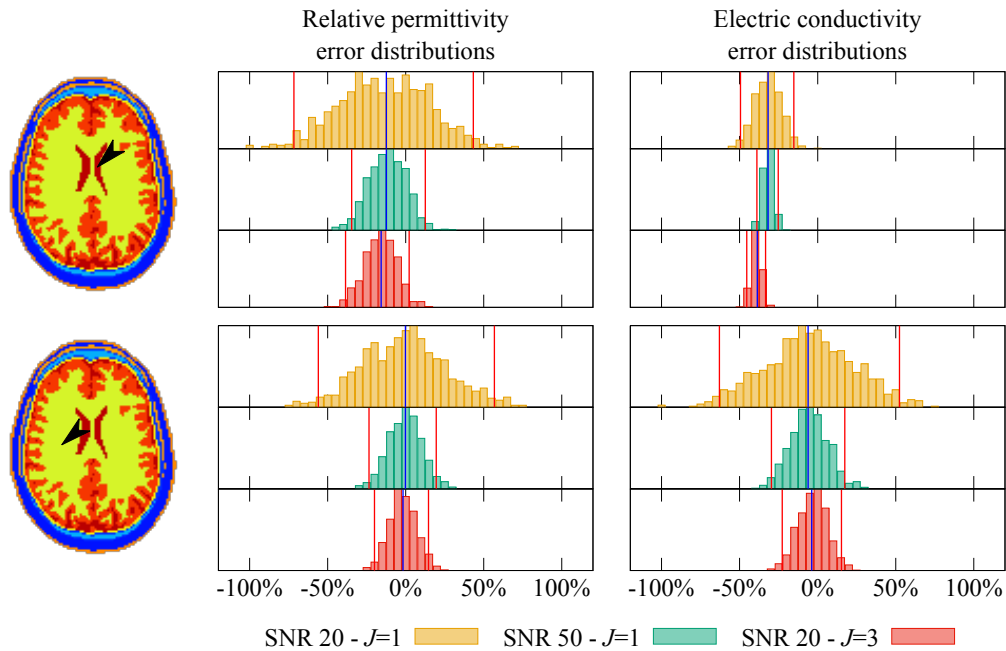 Relative permittivity
error distributions
Electric conductivity
error distributions
-100% -50% 0% 50% 100%
-100% -50% 0% 50% 100%
SNR 20 - J=1 SNR 50 - J=1 SNR 20 - J=3